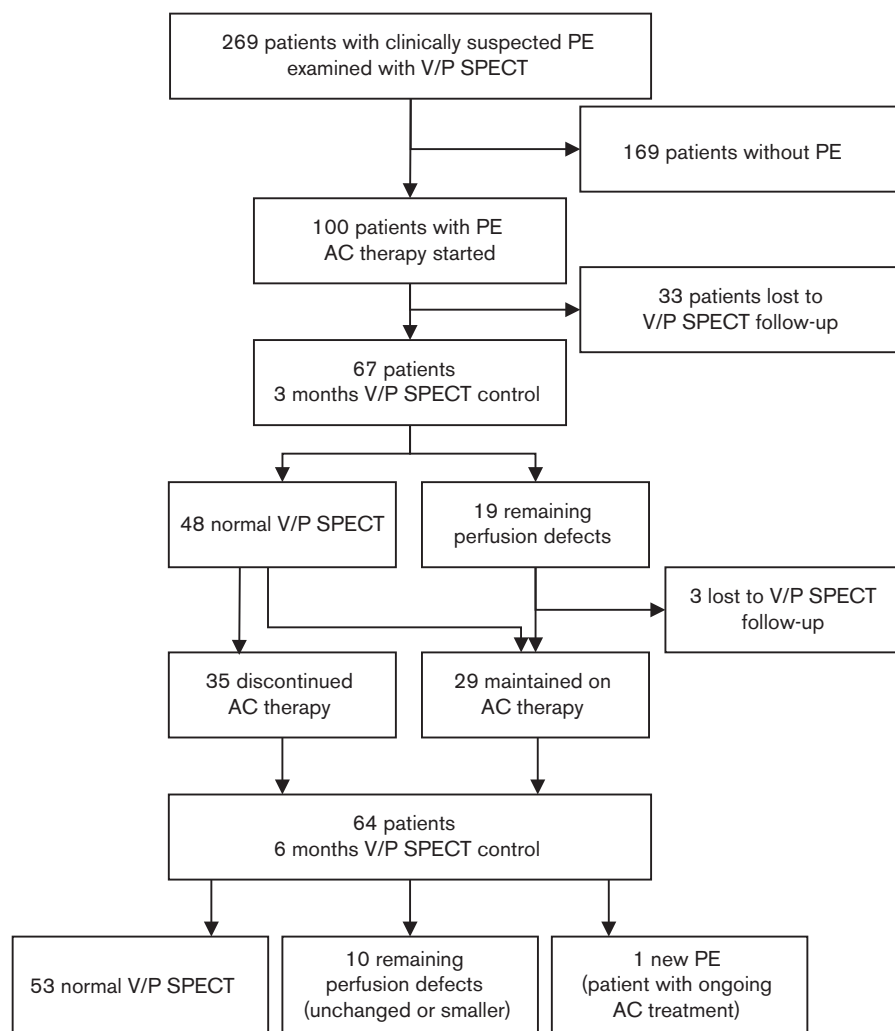 269 patients with clinically suspected PE
examined with V/P SPECT
169 patients without PE
100 patients with PE
AC therapy started
33 patients lost to
V/P SPECT follow-up
67 patients
3 months V/P SPECT control
48 normal V/P SPECT
19 remaining
perfusion defects
3 lost to V/P SPECT
follow-up
35 discontinued
AC therapy
29 maintained on
AC therapy
64 patients
6 months V/P SPECT control
53 normal V/P SPECT
10 remaining
perfusion defects
(unchanged or smaller)
1 new PE
(patient with ongoing
AC treatment)